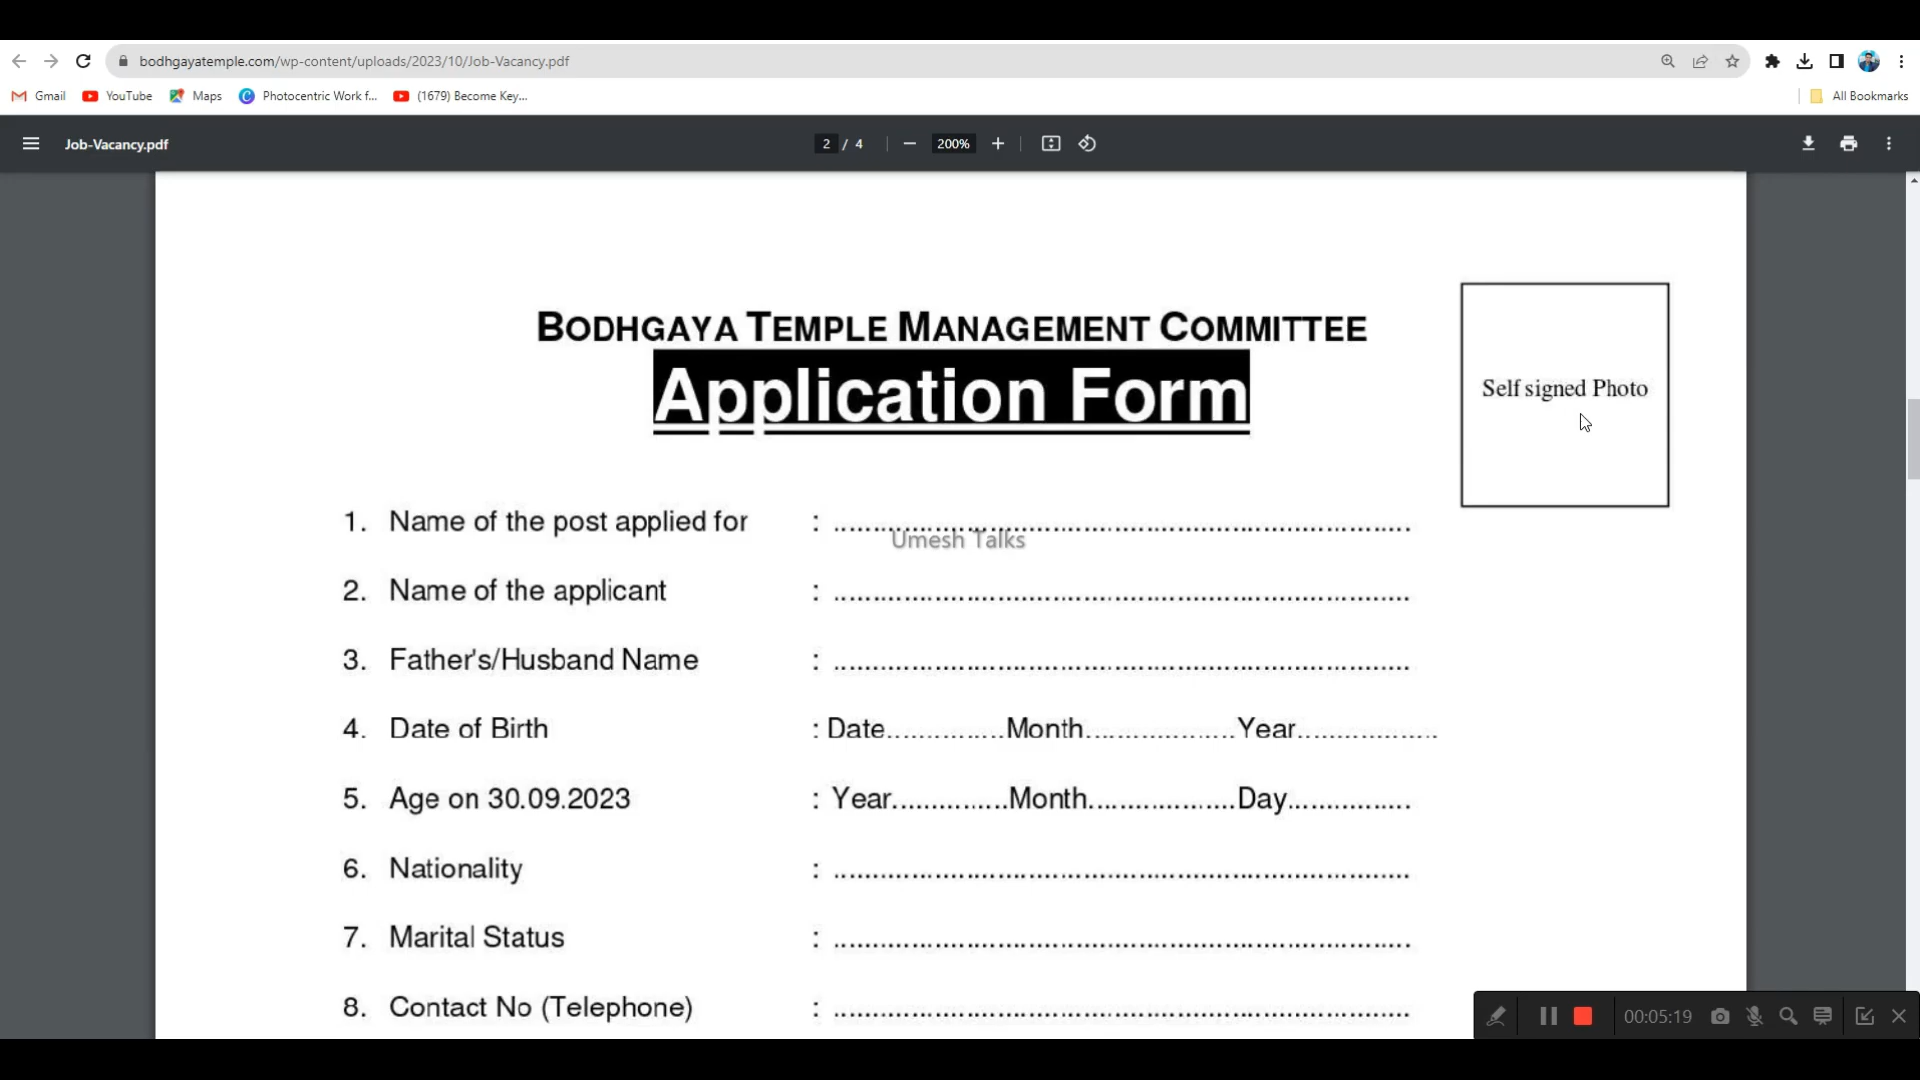 bodhgayatemple.com/wp-content/uploads/2023/10/Job-Vacancy.pdf
Gmail YouTube Maps Photocentric Work f... (1679) Become Key... All Bookmarks
Job-Vacancy.pdf 2 / 4 200%
BODHGAYA TEMPLE MANAGEMENT COMMITTEE
Application Form
Self signed Photo
1. Name of the post applied for : ..........................................................
Umesh Talks
2. Name of the applicant : ..........................................................
3. Father's/Husband Name : ..........................................................
4. Date of Birth : Date...............Month...................Year..................
5. Age on 30.09.2023 : Year...............Month...................Day................
6. Nationality : ..........................................................
7. Marital Status : ..........................................................
8. Contact No (Telephone) : ..........................................................
00:05:19